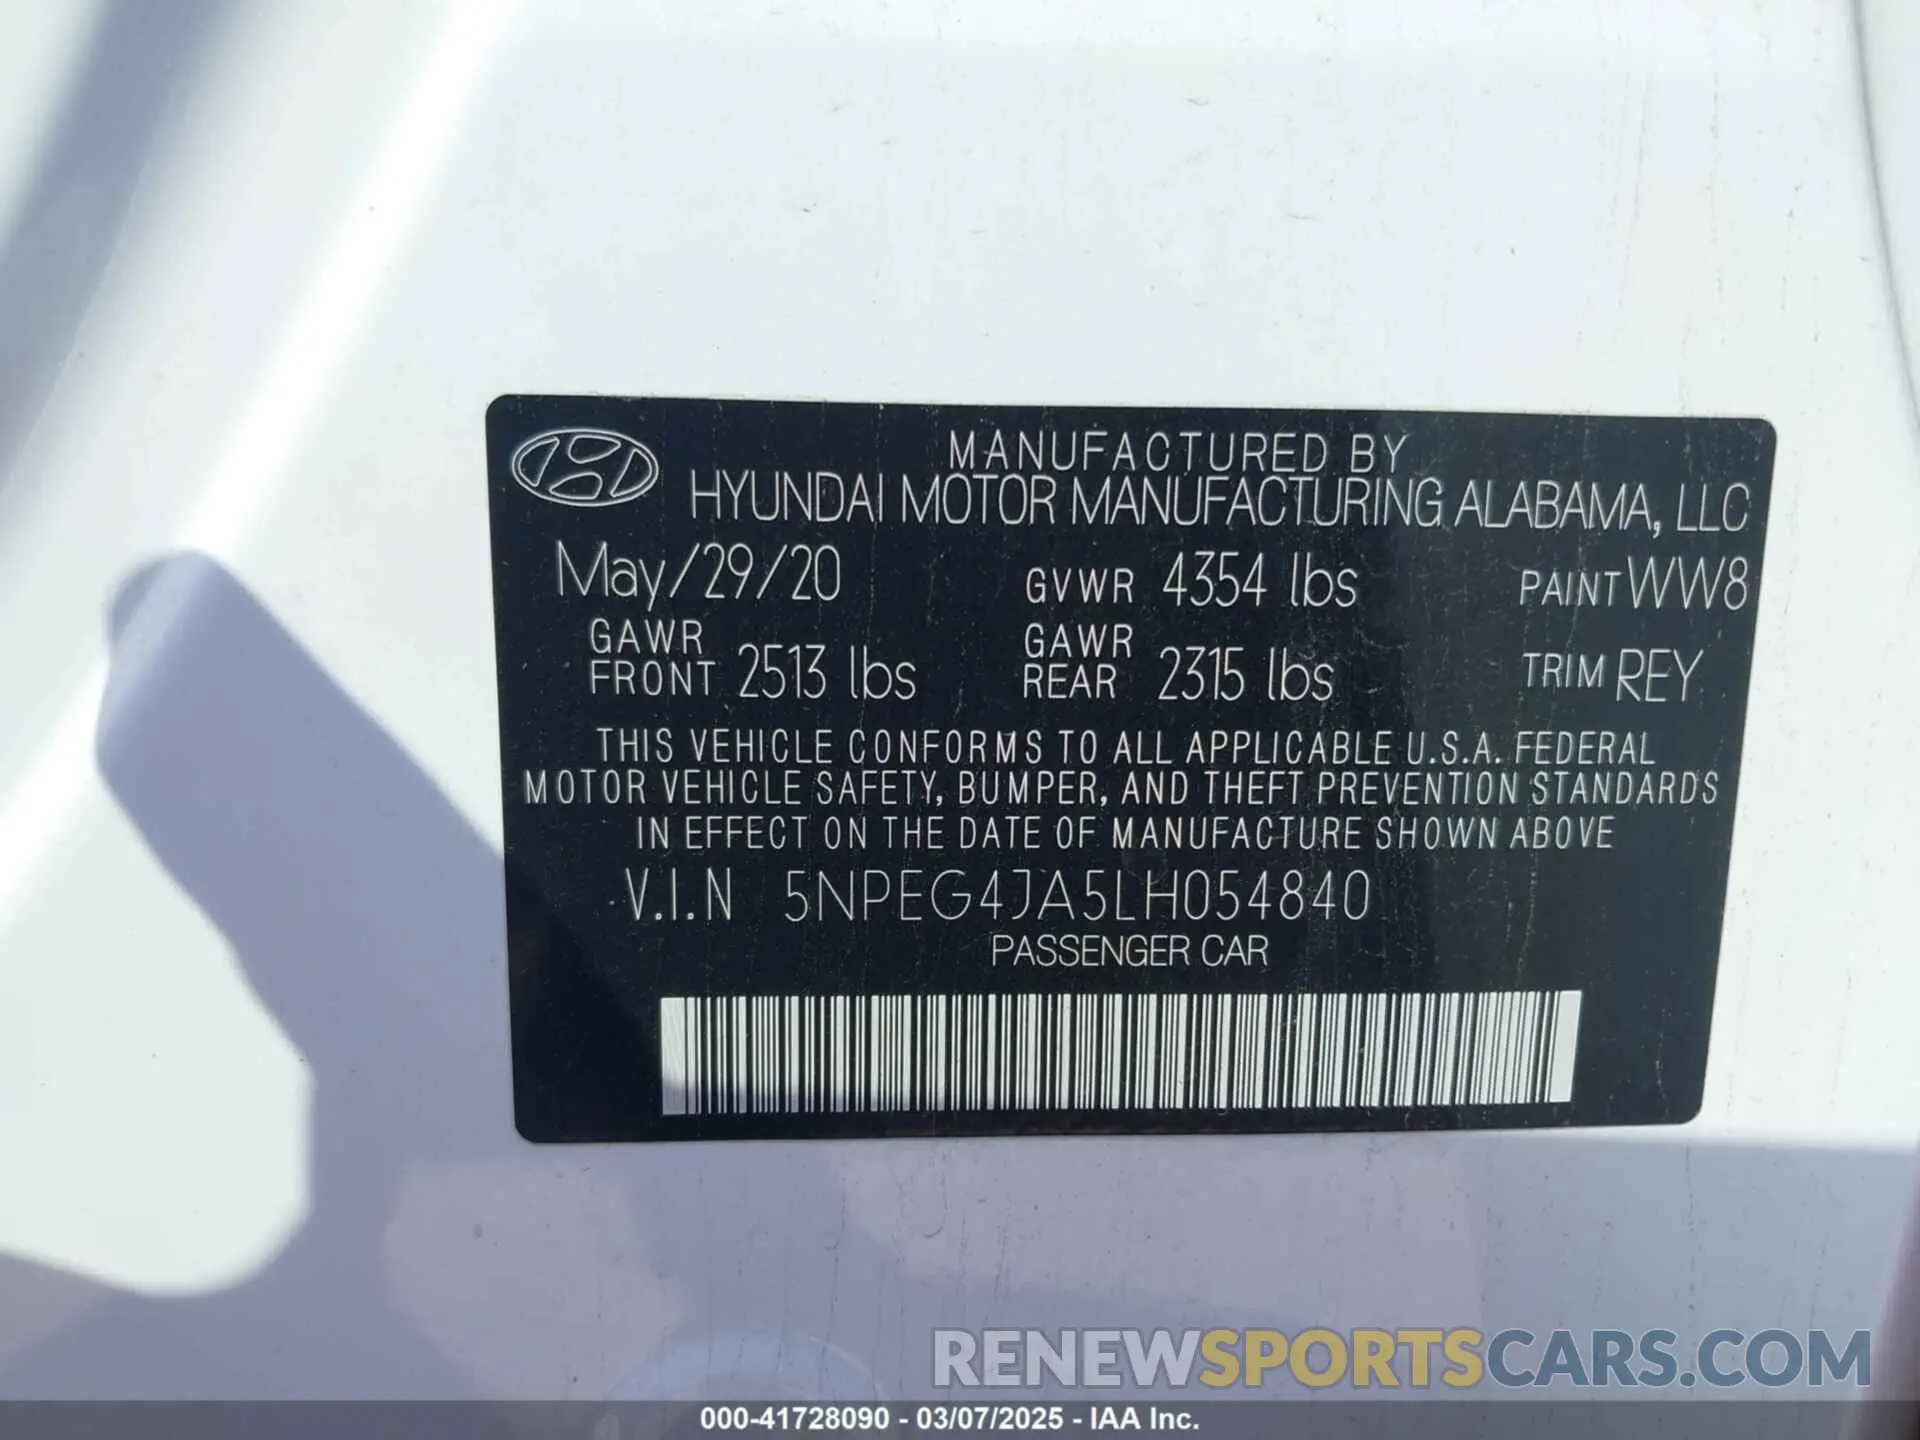 MANUFACTURED BY
HYUNDAI MOTOR MANUFACTURING ALABAMA, LLC
May/29/20 GVWR 4354 lbs PAINT WW8
GAWR FRONT 2513 lbs GAWR REAR 2315 lbs TRIM REY
THIS VEHICLE CONFORMS TO ALL APPLICABLE U.S.A. FEDERAL
MOTOR VEHICLE SAFETY, BUMPER, AND THEFT PREVENTION STANDARDS
IN EFFECT ON THE DATE OF MANUFACTURE SHOWN ABOVE
V.I.N 5NPEG4JA5LH054840
PASSENGER CAR
RENEWSPORTSCARS.COM
000-41728090 - 03/07/2025 - IAA Inc.